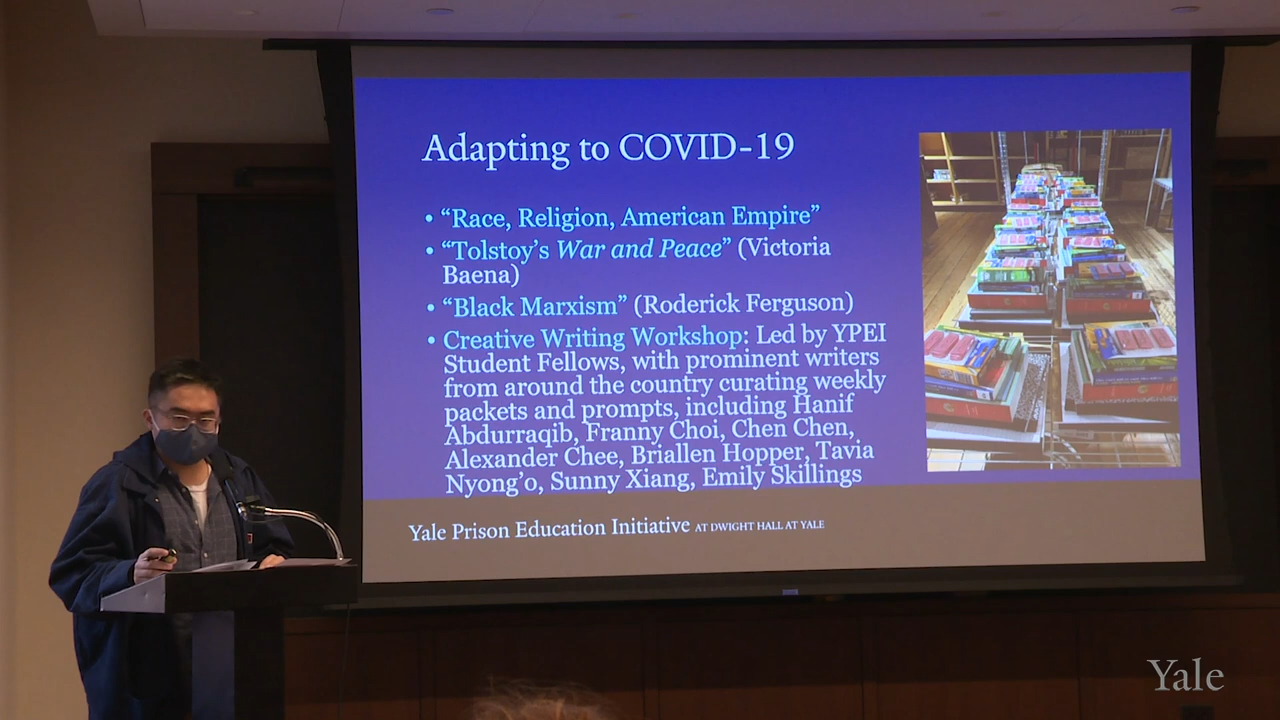 Adapting to COVID-19
• “Race, Religion, American Empire”
• “Tolstoy’s War and Peace” (Victoria
Baena)
• “Black Marxism” (Roderick Ferguson)
• Creative Writing Workshop: Led by YPEI
Student Fellows, with prominent writers
from around the country curating weekly
packets and prompts, including Hanif
Abdurraqib, Franny Choi, Chen Chen,
Alexander Chee, Briallen Hopper, Tavia
Nyong’o, Sunny Xiang, Emily Skillings
Yale Prison Education Initiative AT DWIGHT HALL AT YALE
Yale